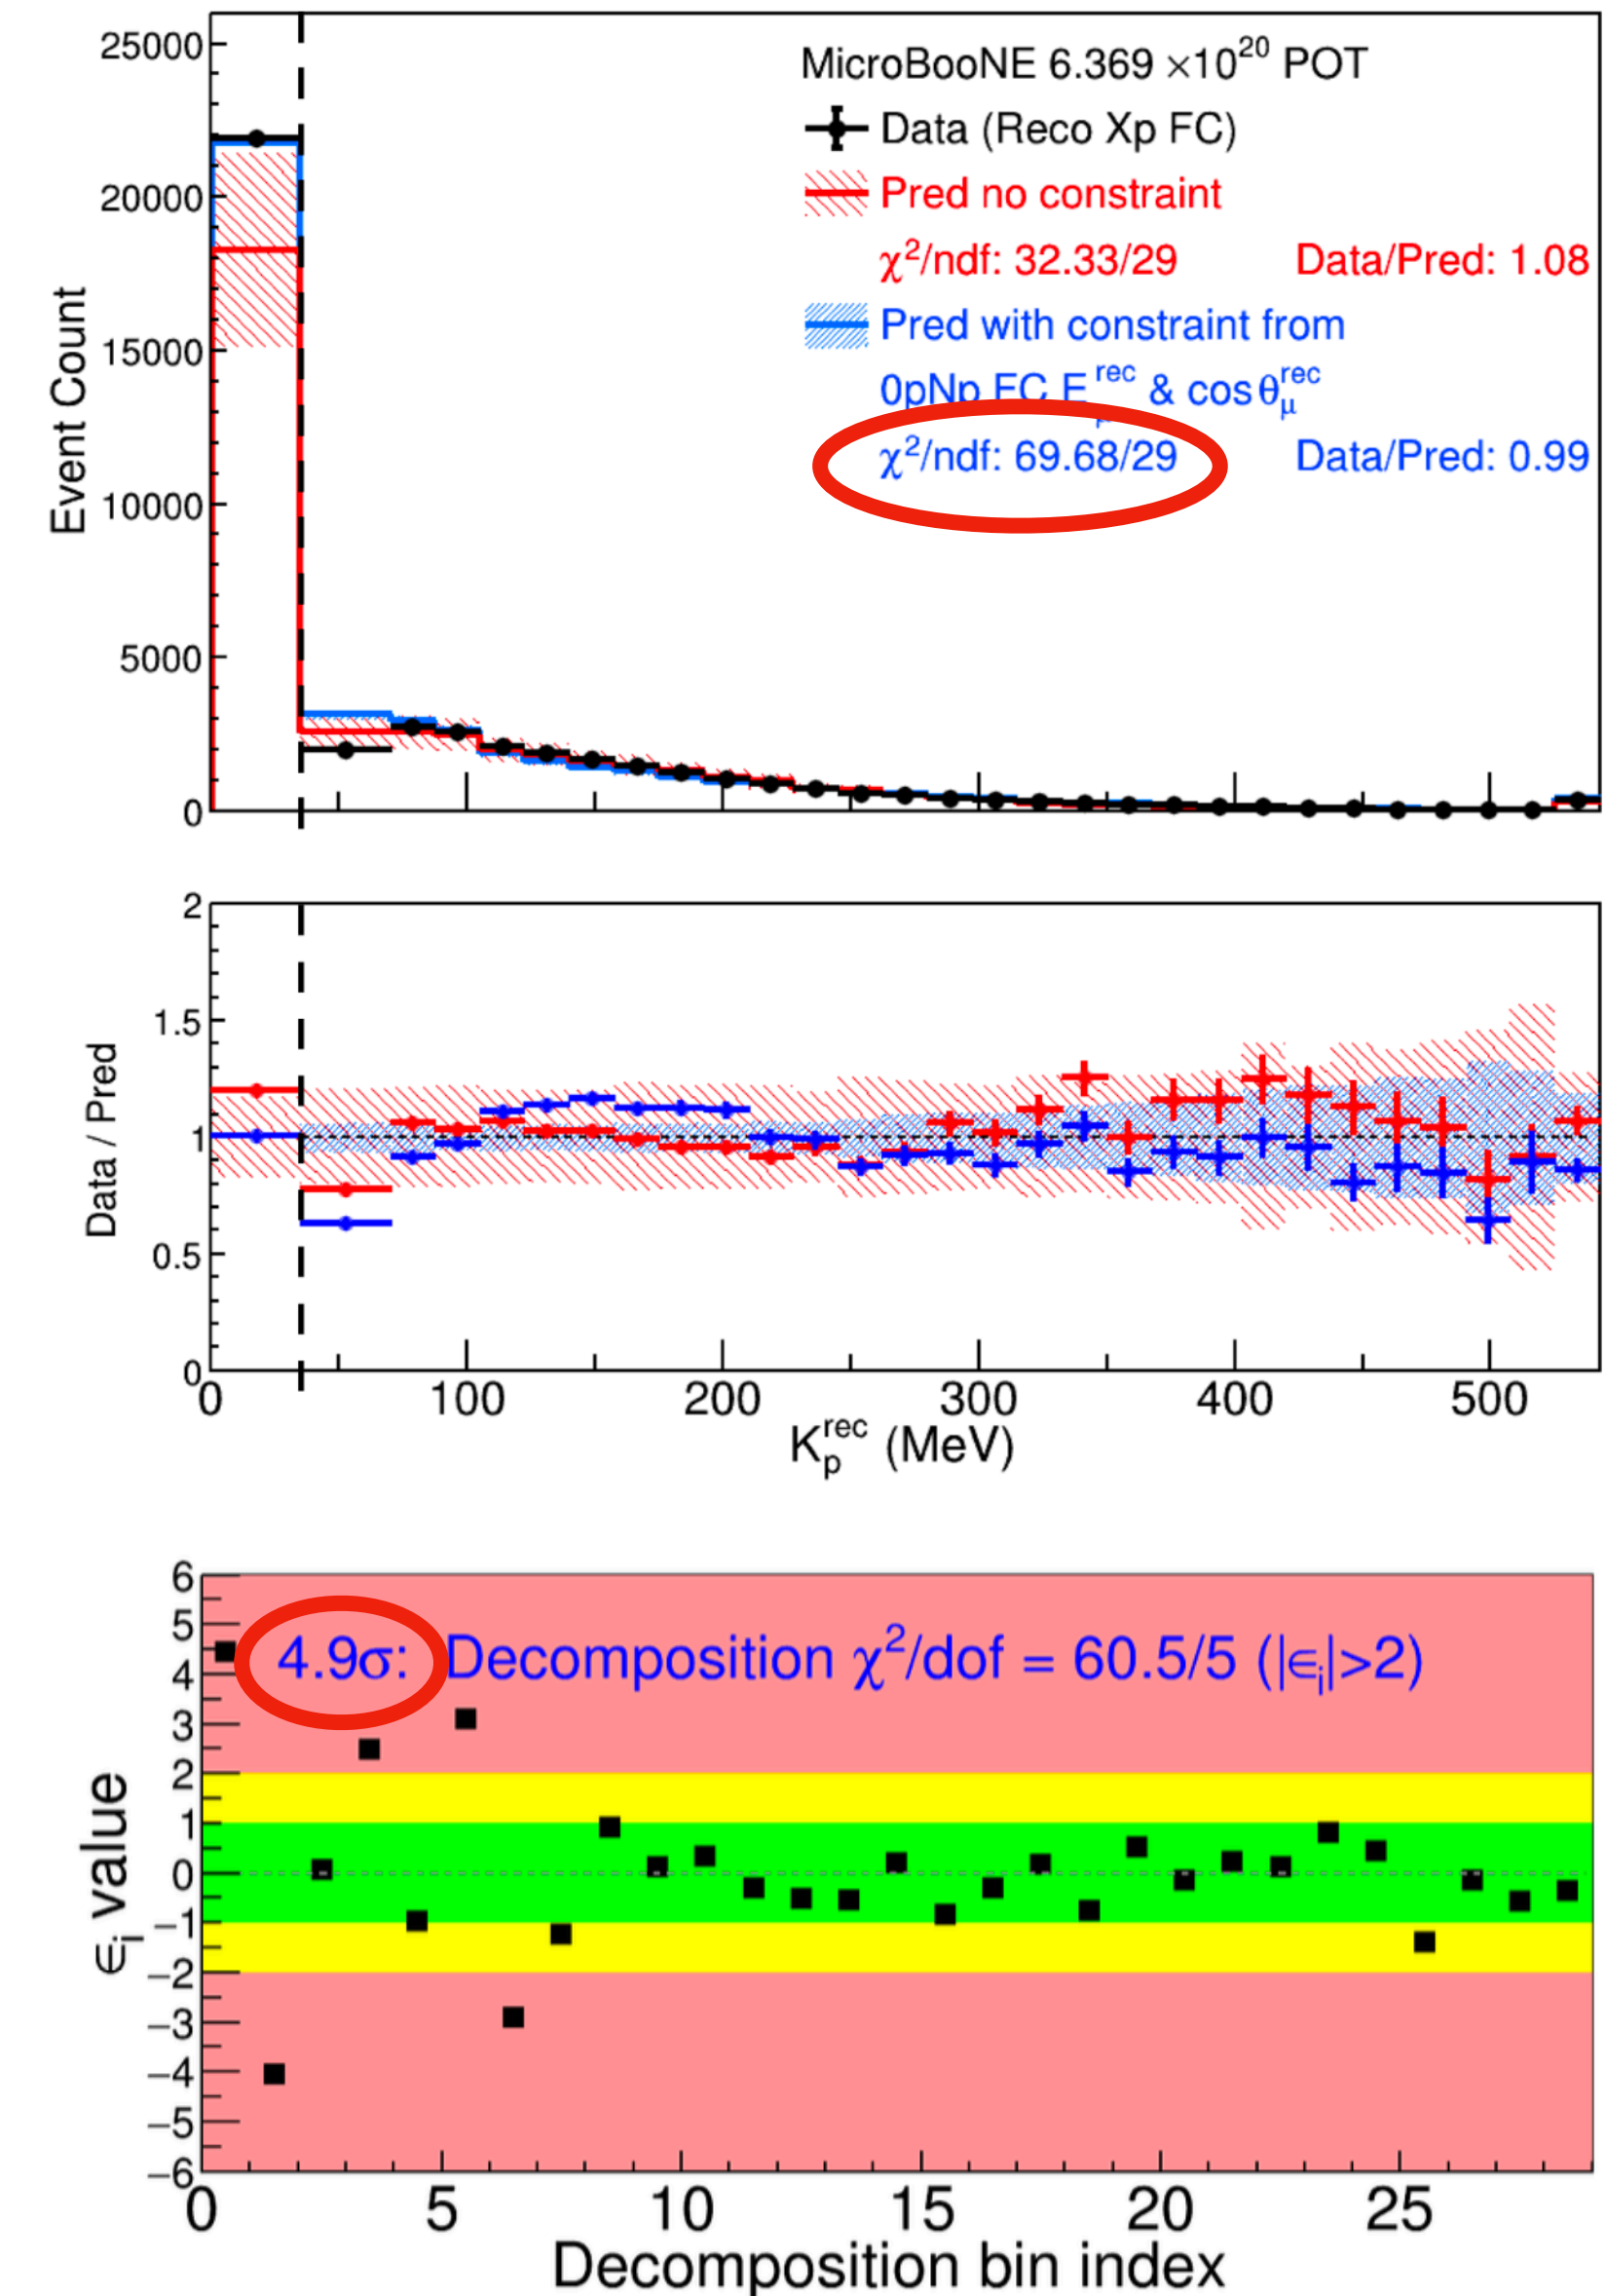 MicroBooNE 6.369 ×10²⁰ POT
Data (Reco Xp FC)
Pred no constraint
χ²/ndf: 32.33/29 Data/Pred: 1.08
Pred with constraint from
0pNp FC E_μ^rec & cosθ_μ^rec
χ²/ndf: 69.68/29 Data/Pred: 0.99
Event Count
25000
20000
15000
10000
5000
0
Data / Pred
2
1.5
1
0.5
0
0 100 200 300 400 500
K_p^rec (MeV)
4.9σ: Decomposition χ²/dof = 60.5/5 (|ϵ_i|>2)
ϵ_i value
6
5
4
3
2
1
0
−1
−2
−3
−4
−5
−6
0 5 10 15 20 25
Decomposition bin index